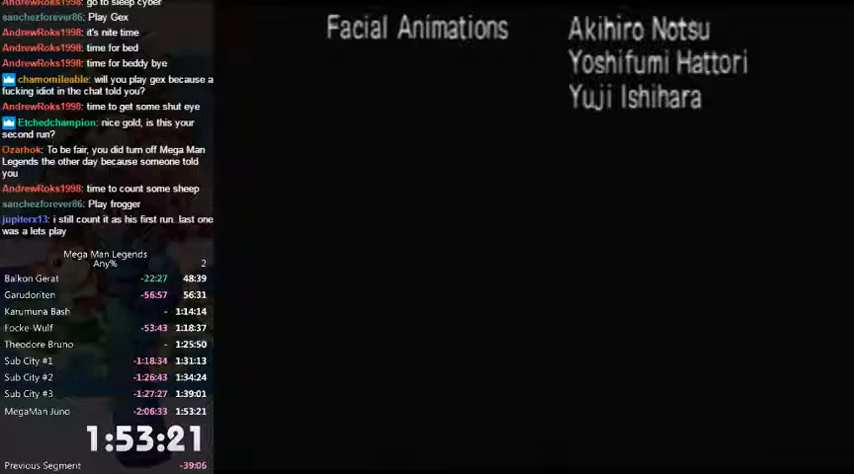 AndrewRoks1998: go to sleep cyber
sanchezforever86: Play Gex
AndrewRoks1998: it's nite time
AndrewRoks1998: time for bed
AndrewRoks1998: time for beddy bye
chamomileable: will you play gex because a
fucking idiot in the chat told you?
AndrewRoks1998: time to get some shut eye
Etchedchampion: nice gold, is this your
second run?
Ozarhok: To be fair, you did turn off Mega Man
Legends the other day because someone told
you
AndrewRoks1998: time to count some sheep
sanchezforever86: Play frogger
jupiterx13: i still count it as his first run. last one
was a lets play
Mega Man Legends
Any% 2
Balkon Gerat -22:27 48:39
Garudoriten -56:57 56:31
Karumuna Bash - 1:14:14
Focke-Wulf -53:43 1:18:37
Theodore Bruno - 1:25:50
Sub City #1 -1:18:34 1:31:13
Sub City #2 -1:26:43 1:34:24
Sub City #3 -1:27:27 1:39:01
MegaMan Juno -2:06:33 1:53:21
1:53:21
Previous Segment -39:06
Facial Animations Akihiro Notsu
Yoshifumi Hattori
Yuji Ishihara